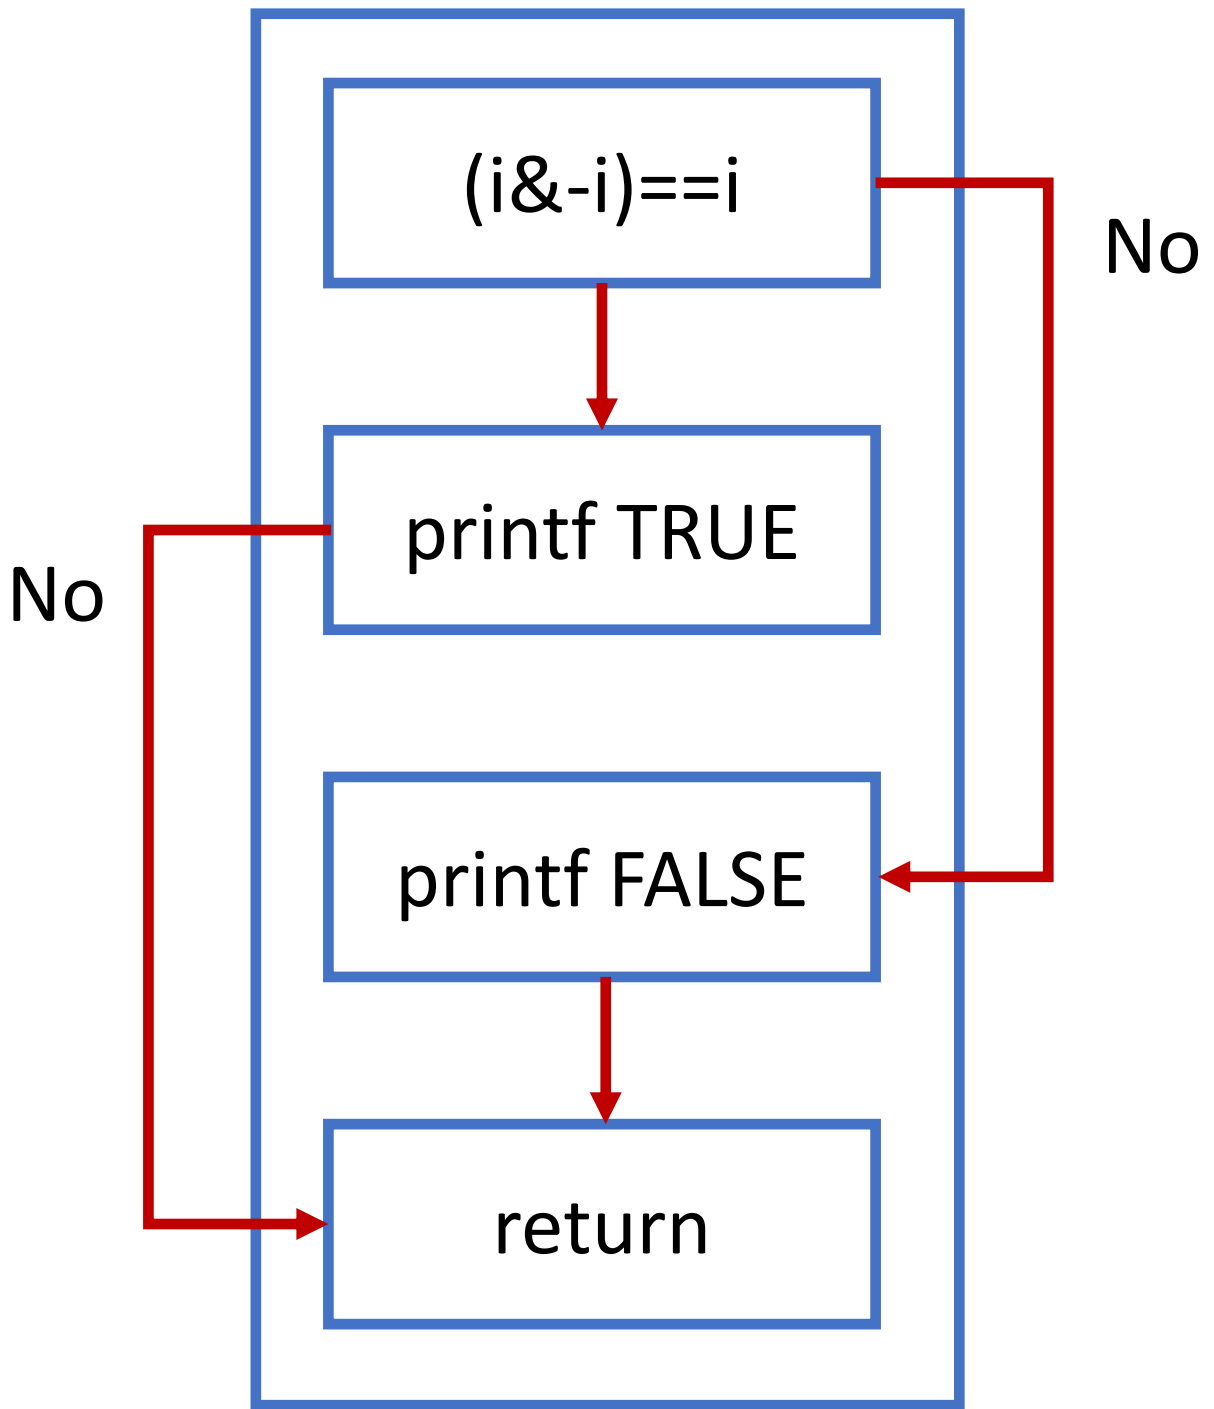 (i&-i)==i
No
printf TRUE
No
printf FALSE
return